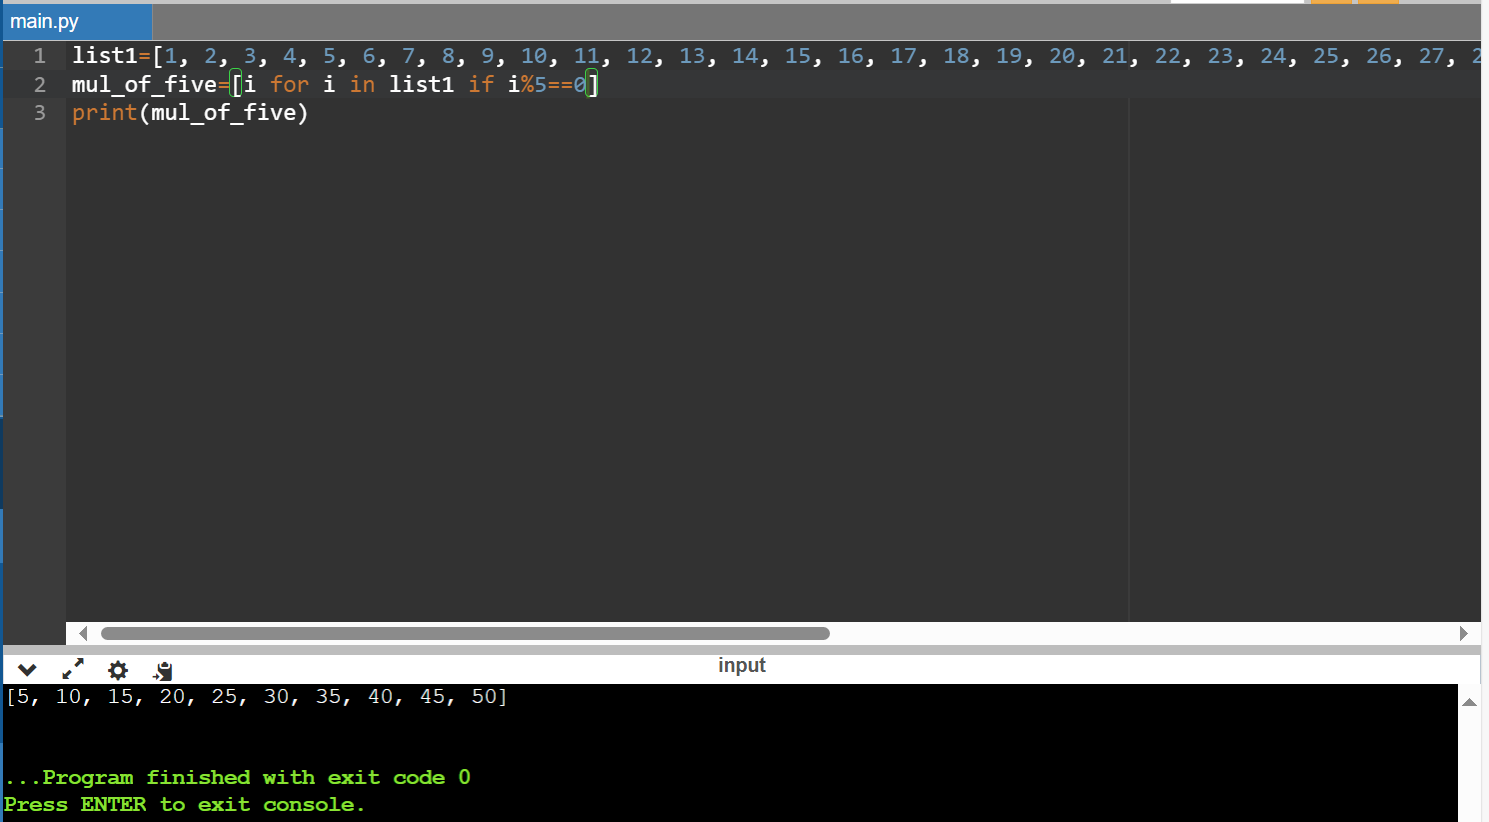 main.py
1 list1=[1, 2, 3, 4, 5, 6, 7, 8, 9, 10, 11, 12, 13, 14, 15, 16, 17, 18, 19, 20, 21, 22, 23, 24, 25, 26, 27,
2 mul_of_five=[i for i in list1 if i%5==0]
3 print(mul_of_five)
input
[5, 10, 15, 20, 25, 30, 35, 40, 45, 50]
...Program finished with exit code 0
Press ENTER to exit console.